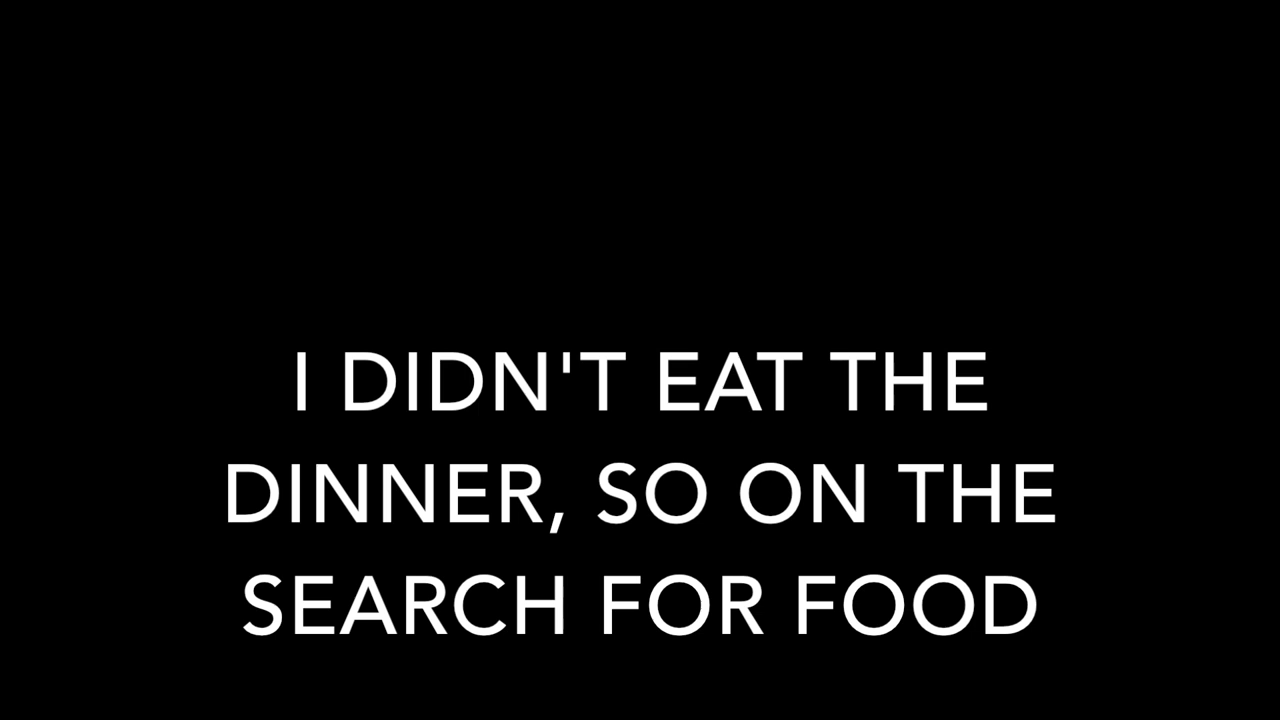 I DIDN'T EAT THE
DINNER, SO ON THE
SEARCH FOR FOOD